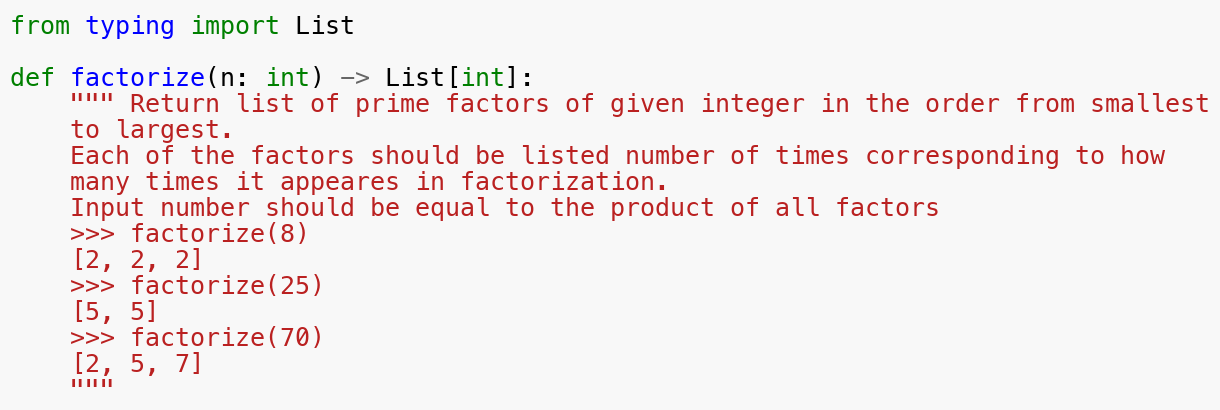 from typing import List

def factorize(n: int) -> List[int]:
    """ Return list of prime factors of given integer in the order from smallest
    to largest.
    Each of the factors should be listed number of times corresponding to how
    many times it appeares in factorization.
    Input number should be equal to the product of all factors
    >>> factorize(8)
    [2, 2, 2]
    >>> factorize(25)
    [5, 5]
    >>> factorize(70)
    [2, 5, 7]
    """